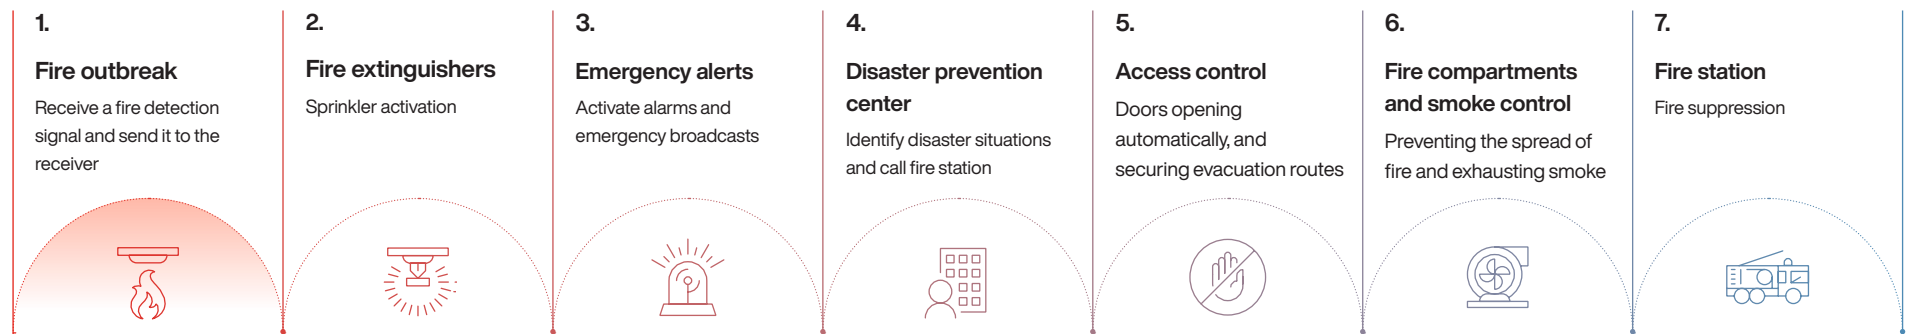 1.
Fire outbreak
Receive a fire detection
signal and send it to the
receiver
2.
Fire extinguishers
Sprinkler activation
3.
Emergency alerts
Activate alarms and
emergency broadcasts
4.
Disaster prevention
center
Identify disaster situations
and call fire station
5.
Access control
Doors opening
automatically, and
securing evacuation routes
6.
Fire compartments
and smoke control
Preventing the spread of
fire and exhausting smoke
7.
Fire station
Fire suppression